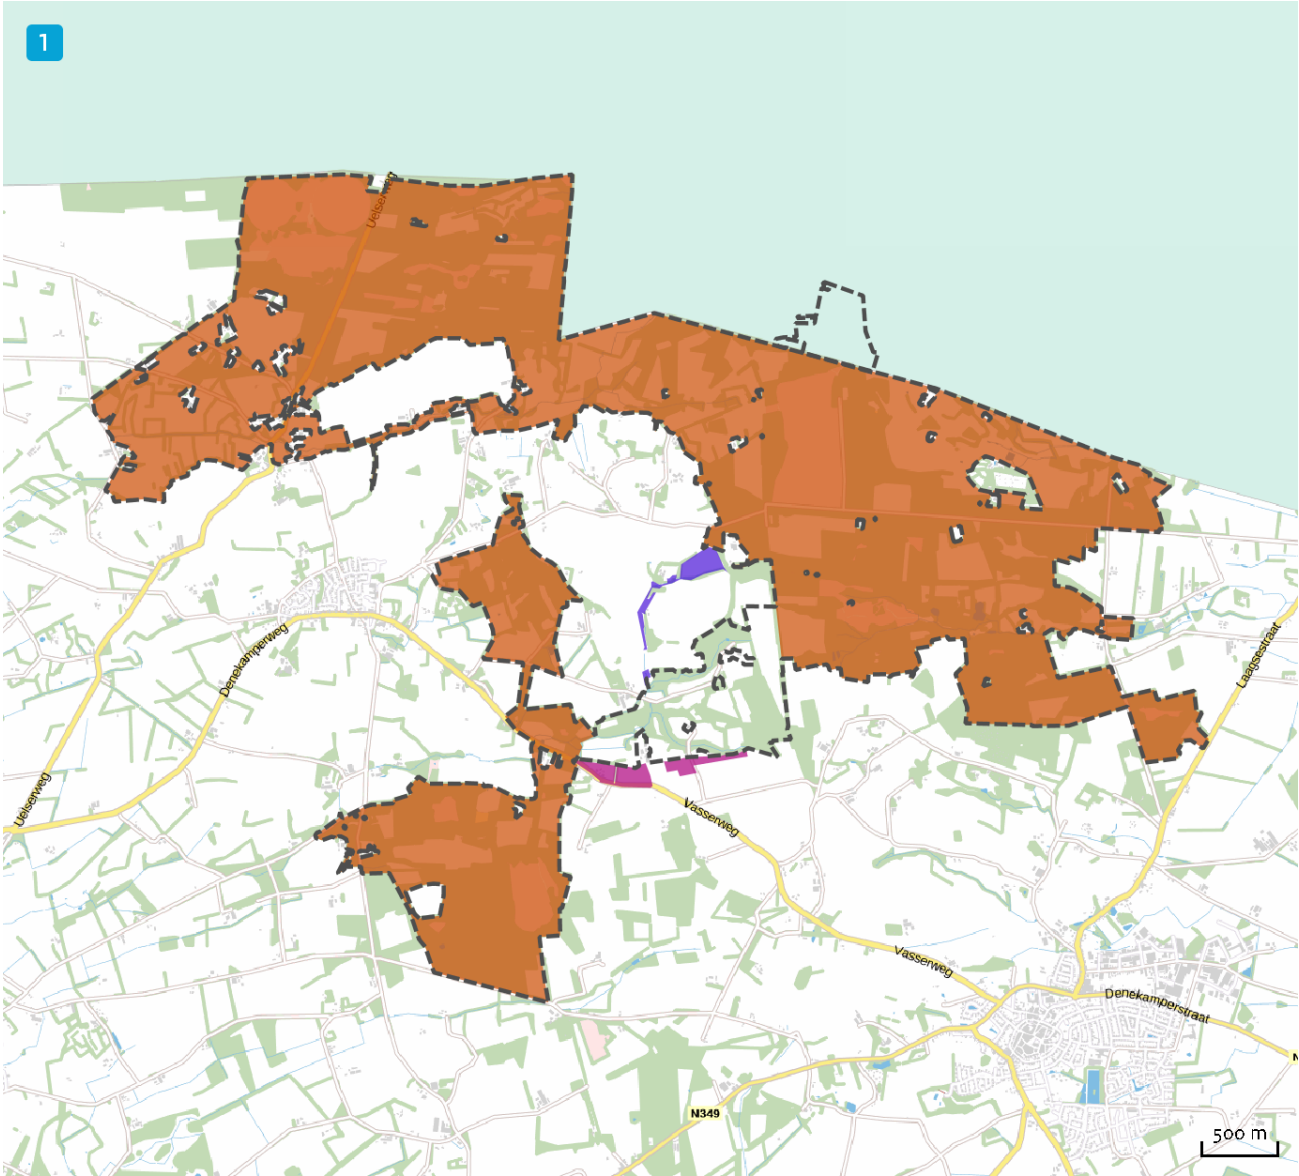 1
Uelserweg
Denekamperweg
Uelserweg
Laagsestraat
Vasserweg
Vasserweg
Denekamperstraat
N
N349
500 m